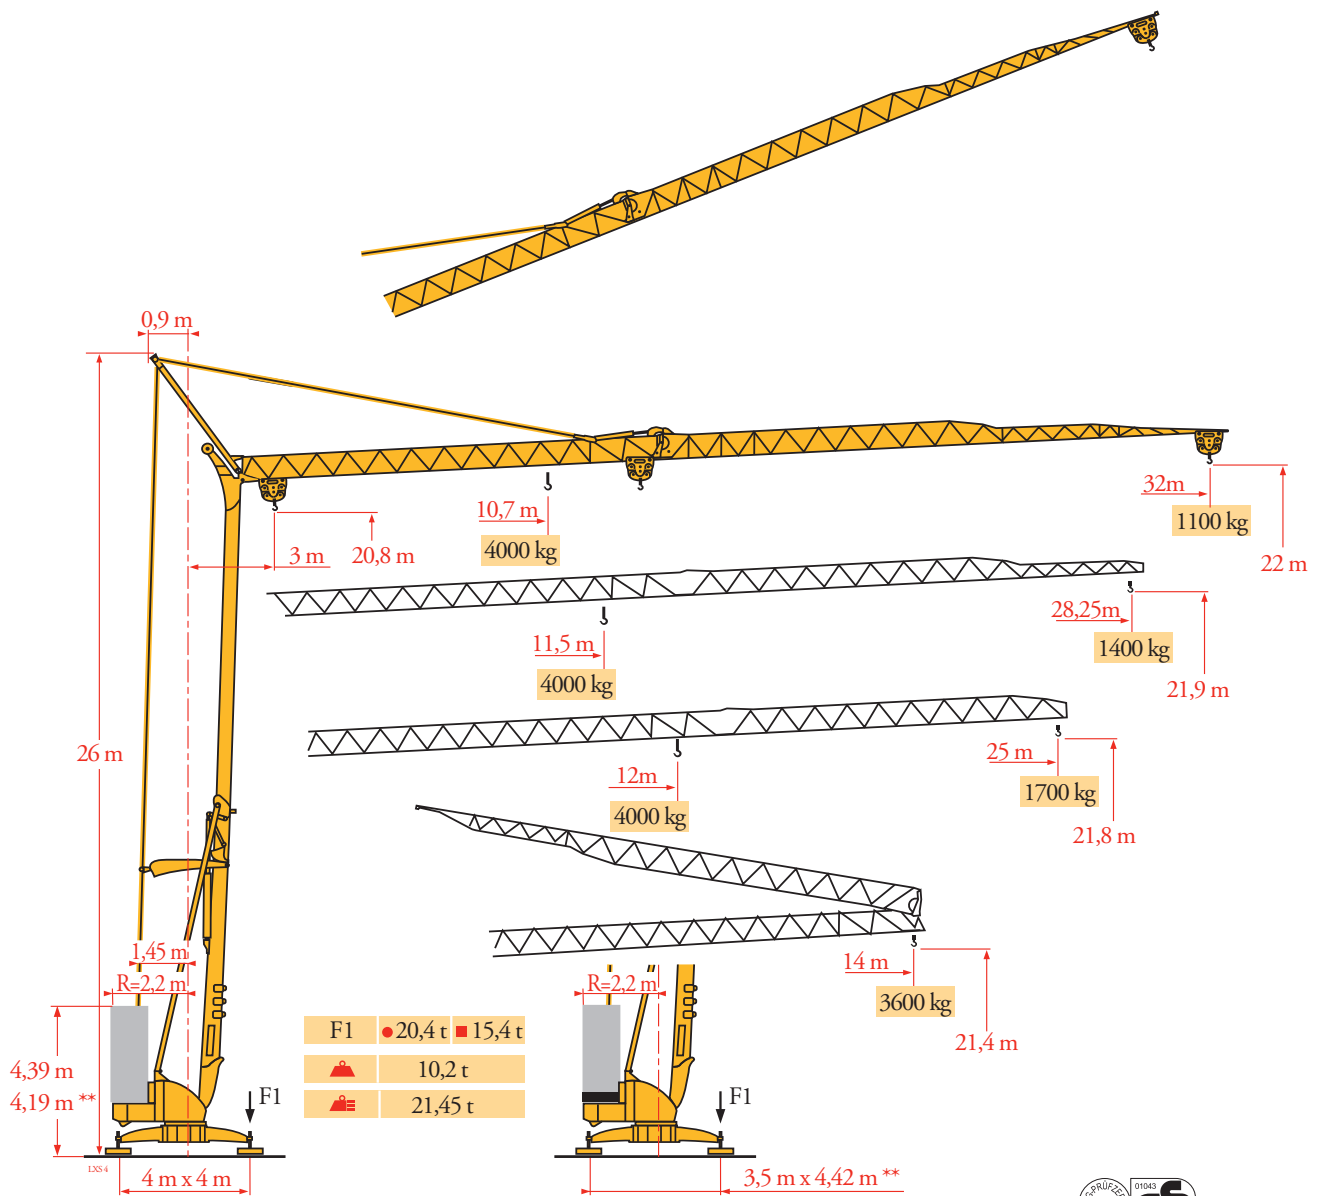 0,9 m
10,7 m
4000 kg
3 m
20,8 m
32m
1100 kg
22 m
11,5 m
4000 kg
28,25m
1400 kg
21,9 m
26 m
12m
4000 kg
25 m
1700 kg
21,8 m
14 m
3600 kg
21,4 m
1,45 m
R=2,2 m
R=2,2 m
4,39 m
4,19 m **
F1 20,4 t 15,4 t
10,2 t
21,45 t
F1
F1
LXS 4
4 m x 4 m
3,5 m x 4,42 m **
01043